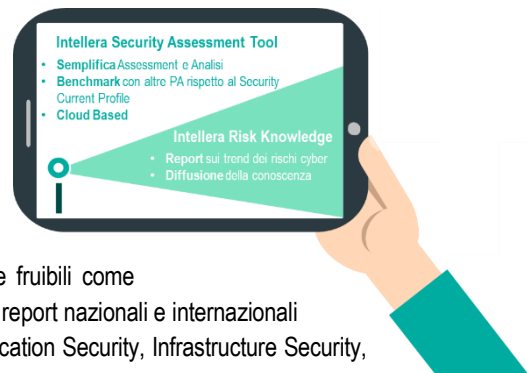 Intellera Security Assessment Tool
• Semplifica Assessment e Analisi
• Benchmark con altre PA rispetto al Security
Current Profile
• Cloud Based
Intellera Risk Knowledge
• Report sui trend dei rischi cyber
• Diffusione della conoscenza
e fruibili come
report nazionali e internazionali
cation Security, Infrastructure Security,